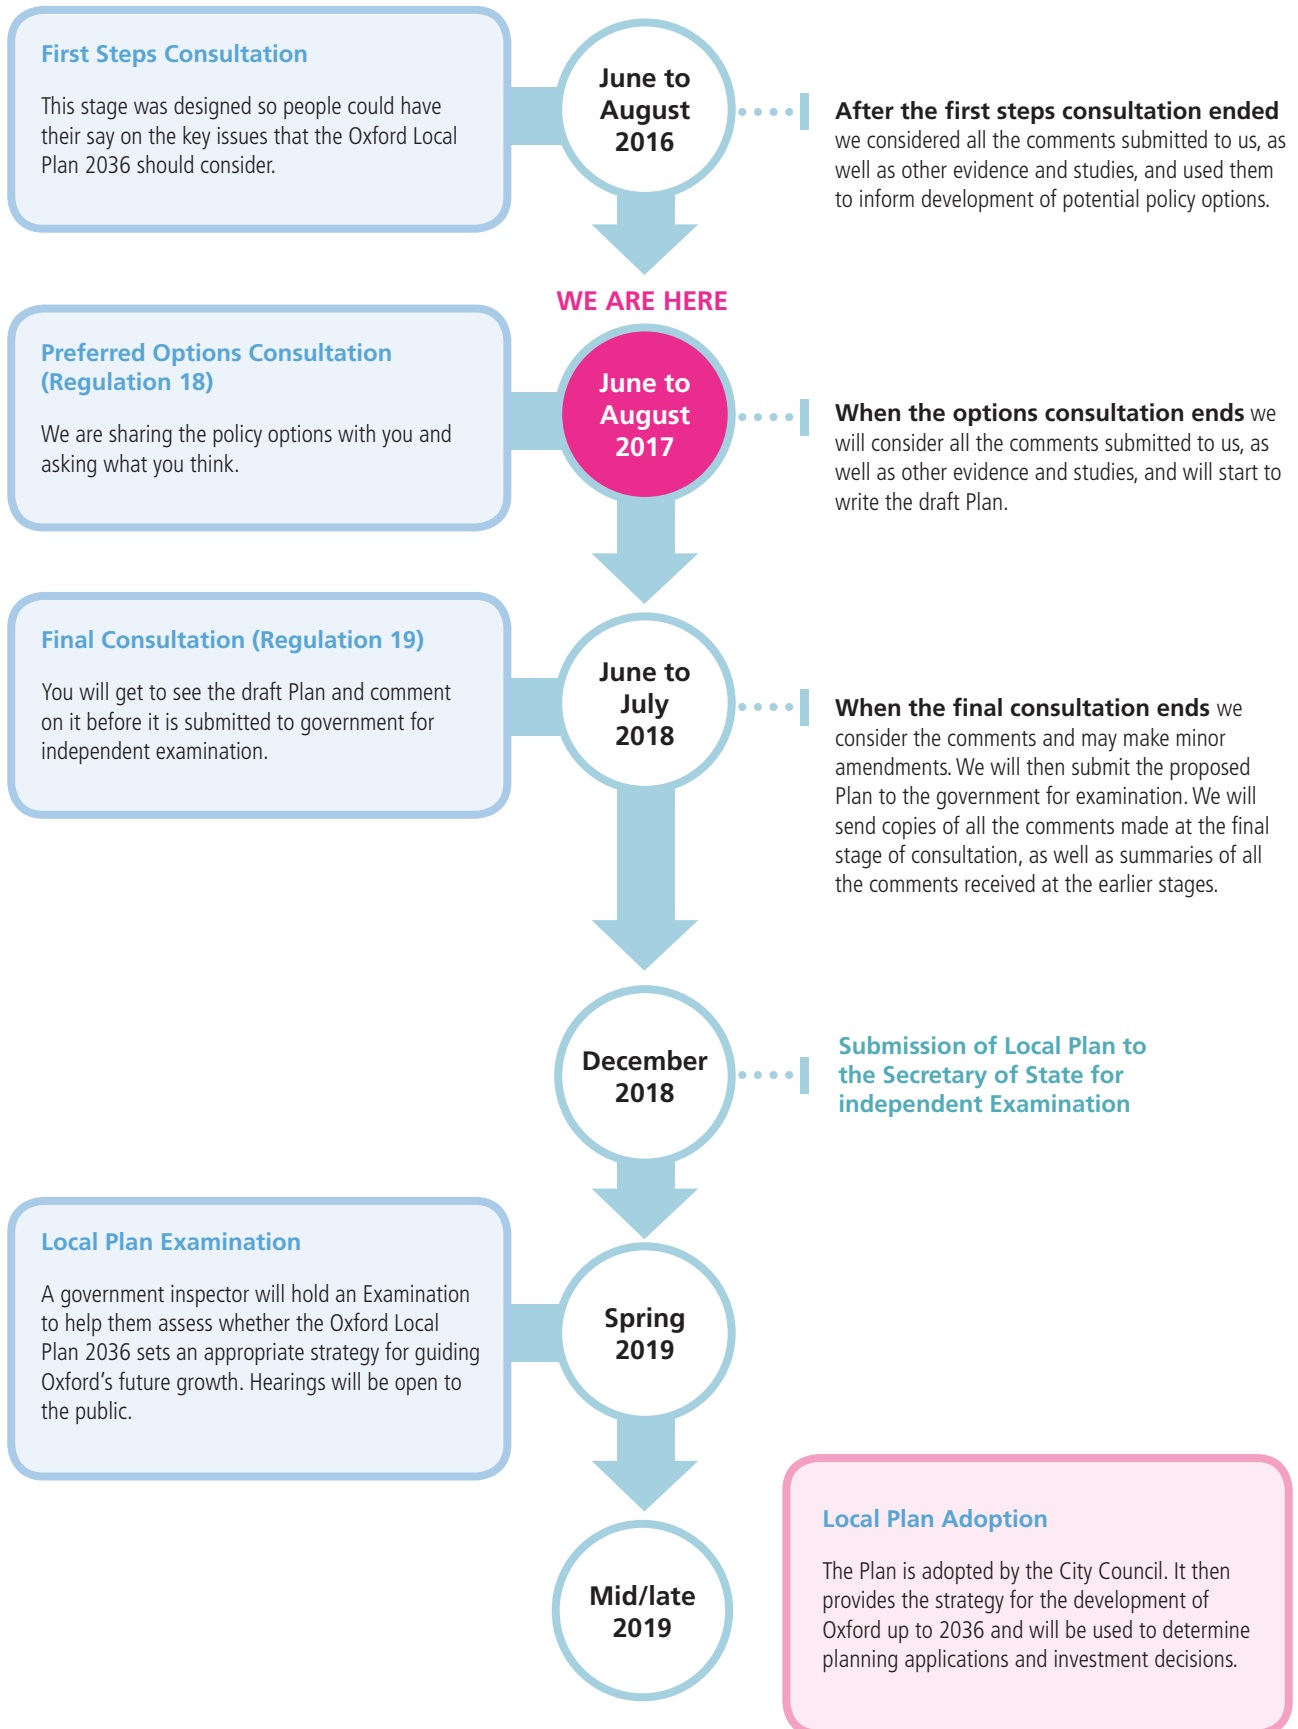 First Steps Consultation
This stage was designed so people could have
their say on the key issues that the Oxford Local
Plan 2036 should consider.
June to
August
2016
After the first steps consultation ended
we considered all the comments submitted to us, as
well as other evidence and studies, and used them
to inform development of potential policy options.
WE ARE HERE
Preferred Options Consultation
(Regulation 18)
We are sharing the policy options with you and
asking what you think.
June to
August
2017
When the options consultation ends we
will consider all the comments submitted to us, as
well as other evidence and studies, and will start to
write the draft Plan.
Final Consultation (Regulation 19)
You will get to see the draft Plan and comment
on it before it is submitted to government for
independent examination.
June to
July
2018
When the final consultation ends we
consider the comments and may make minor
amendments. We will then submit the proposed
Plan to the government for examination. We will
send copies of all the comments made at the final
stage of consultation, as well as summaries of all
the comments received at the earlier stages.
December
2018
Submission of Local Plan to
the Secretary of State for
independent Examination
Local Plan Examination
A government inspector will hold an Examination
to help them assess whether the Oxford Local
Plan 2036 sets an appropriate strategy for guiding
Oxford's future growth. Hearings will be open to
the public.
Spring
2019
Mid/late
2019
Local Plan Adoption
The Plan is adopted by the City Council. It then
provides the strategy for the development of
Oxford up to 2036 and will be used to determine
planning applications and investment decisions.